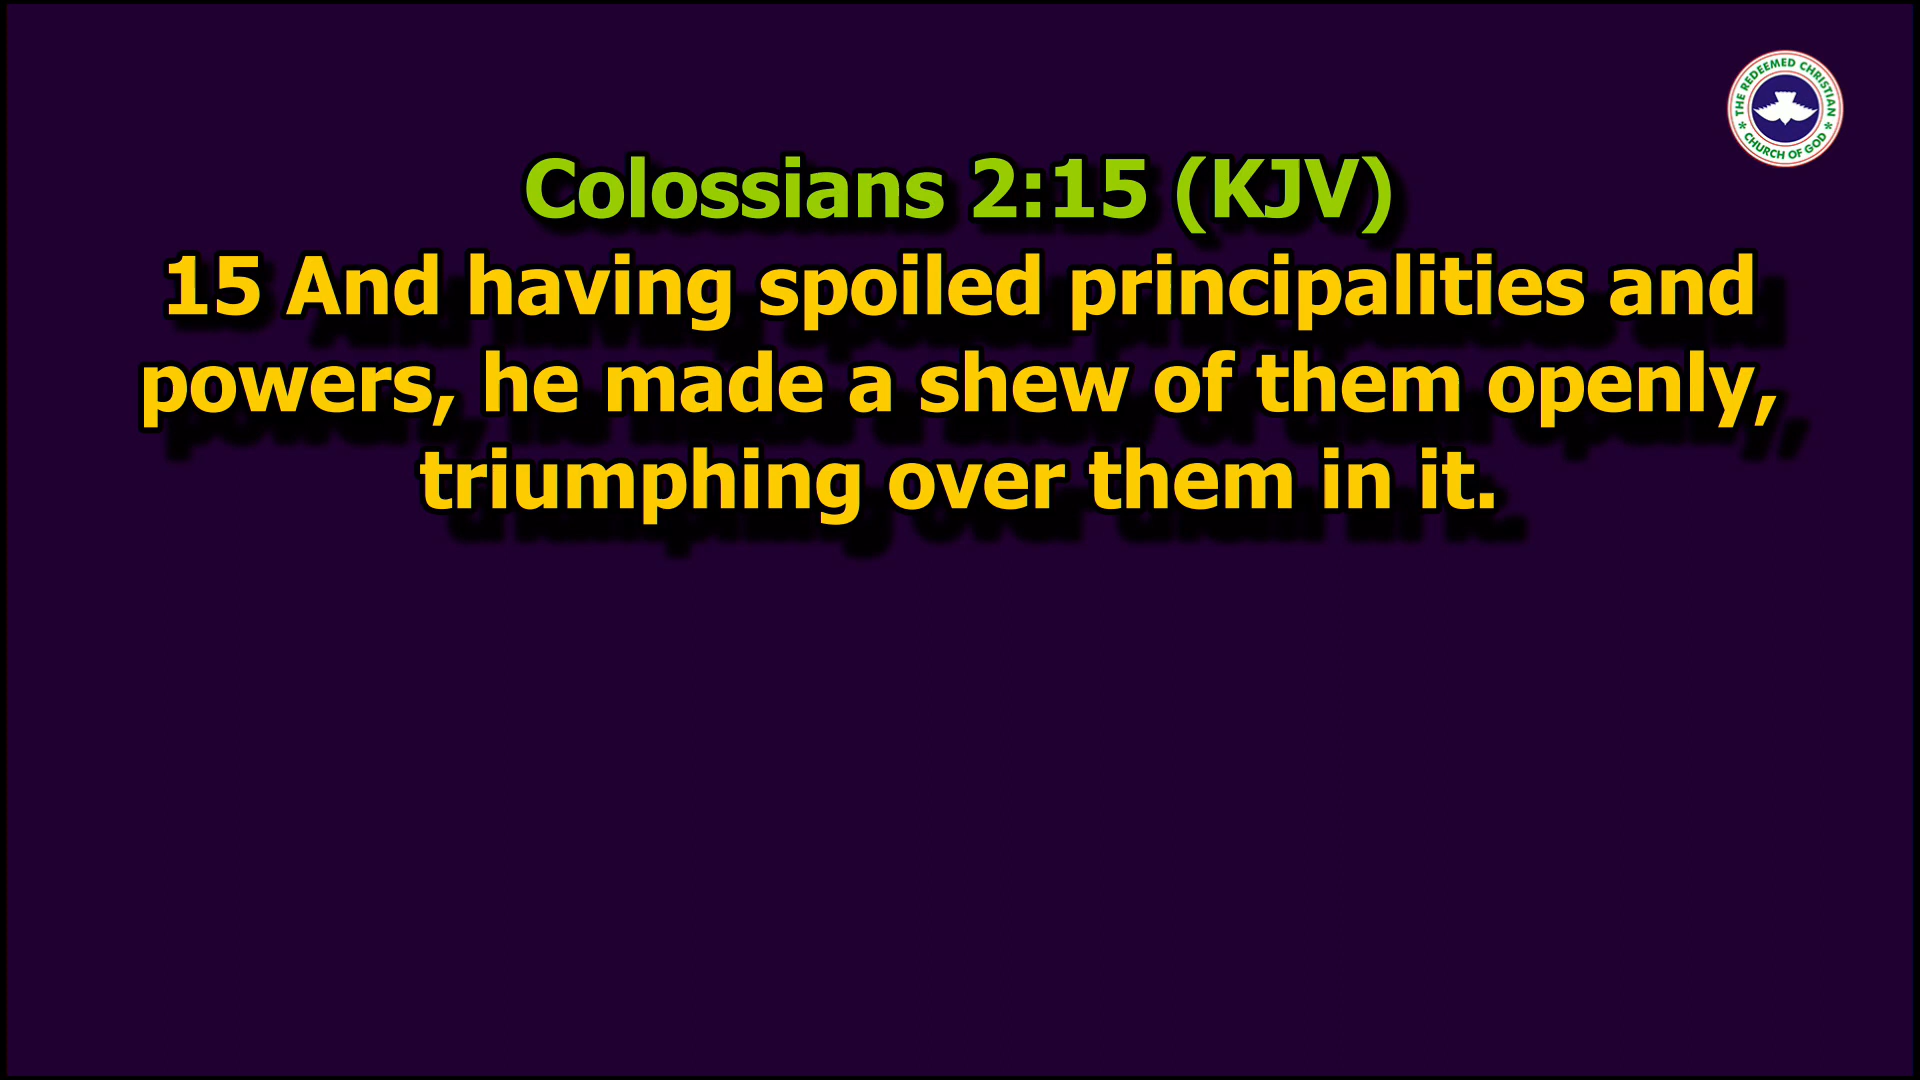 THE REDEEMED CHRISTIAN
CHURCH OF GOD
Colossians 2:15 (KJV)
15 And having spoiled principalities and
powers, he made a shew of them openly,
triumphing over them in it.